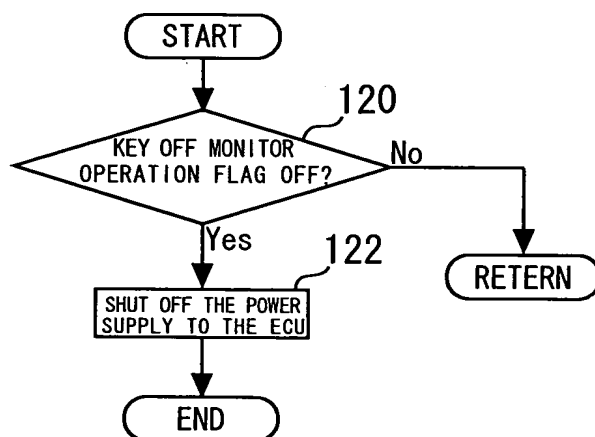 START
120
KEY OFF MONITOR
OPERATION FLAG OFF?
No
Yes
122
SHUT OFF THE POWER
SUPPLY TO THE ECU
RETERN
END